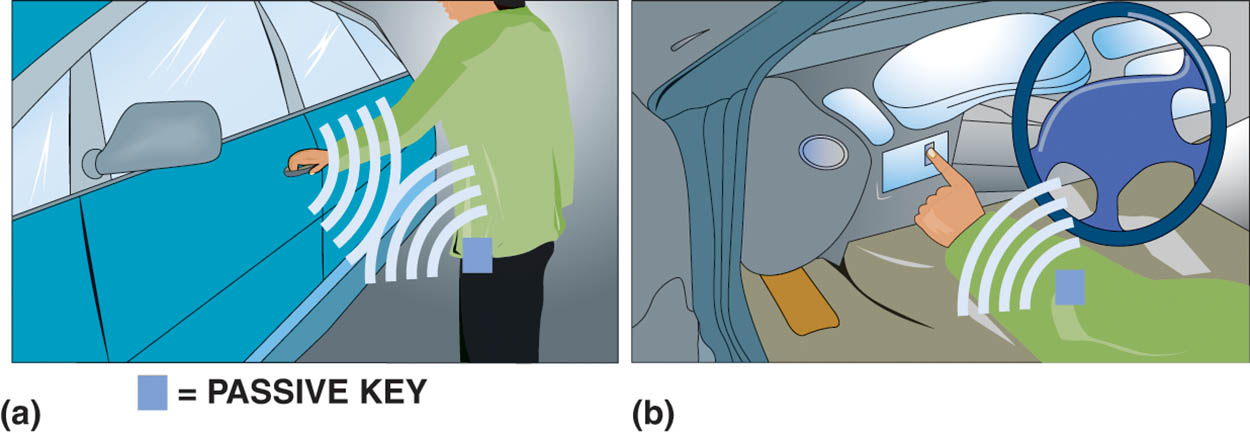 = PASSIVE KEY
(a)
(b)